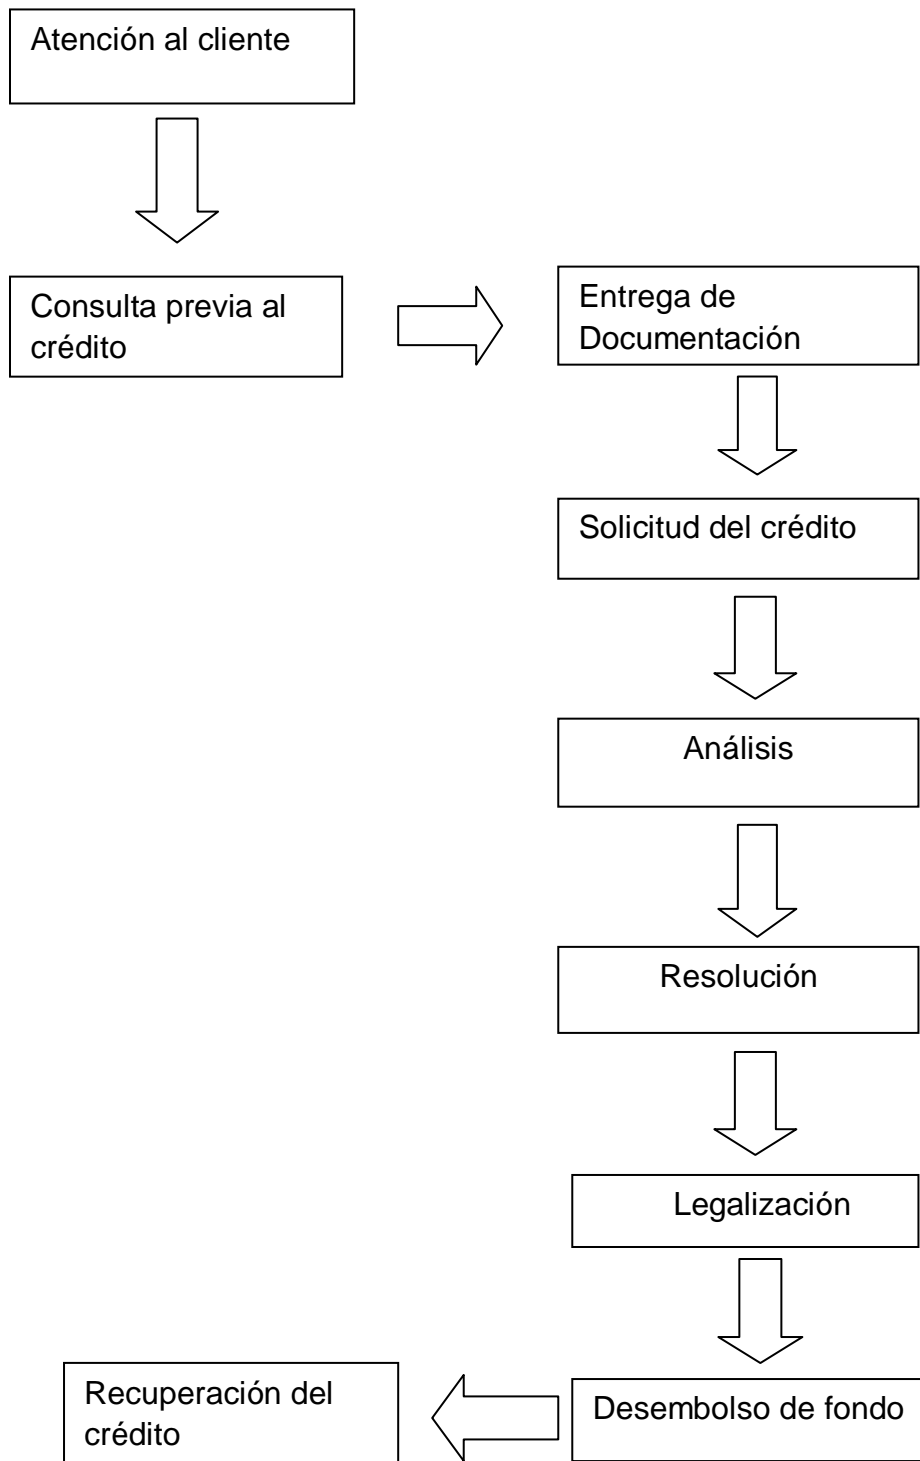 Atención al cliente
Consulta previa al
crédito
Entrega de
Documentación
Solicitud del crédito
Análisis
Resolución
Legalización
Desembolso de fondo
Recuperación del
crédito